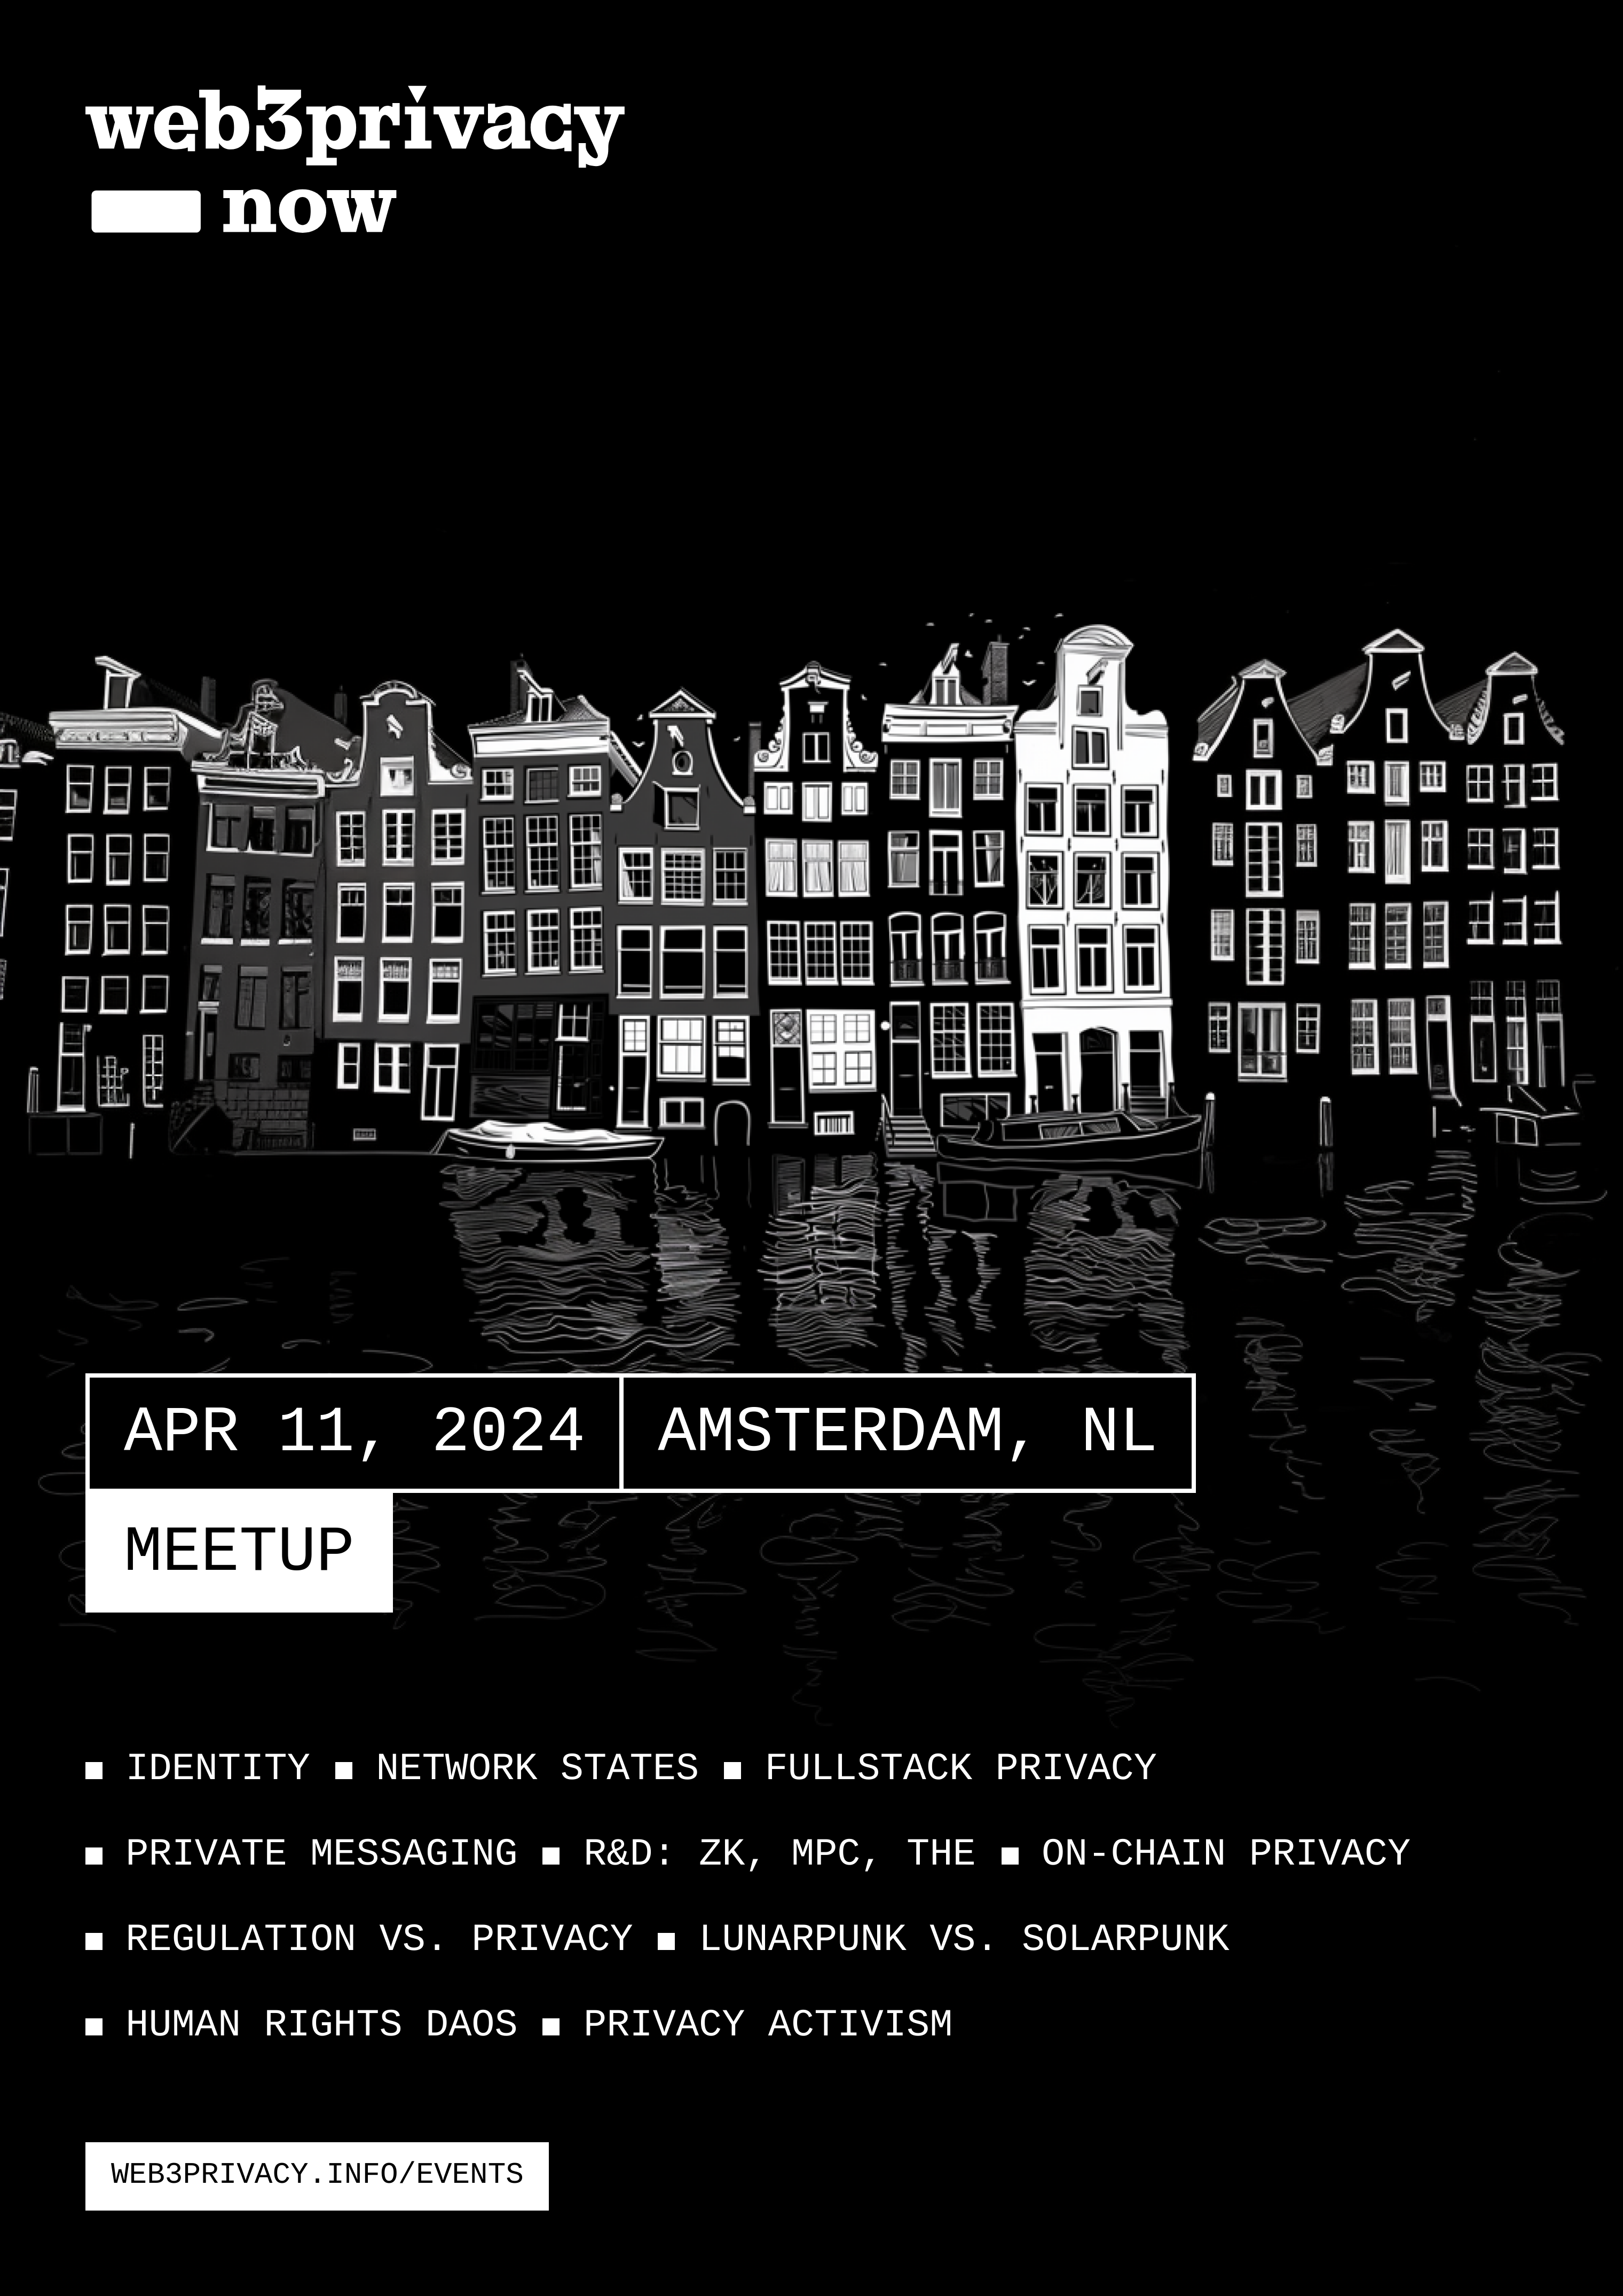 web3privacy
now
APR 11, 2024 AMSTERDAM, NL
MEETUP
■ IDENTITY ■ NETWORK STATES ■ FULLSTACK PRIVACY
■ PRIVATE MESSAGING ■ R&D: ZK, MPC, THE ■ ON-CHAIN PRIVACY
■ REGULATION VS. PRIVACY ■ LUNARPUNK VS. SOLARPUNK
■ HUMAN RIGHTS DAOS ■ PRIVACY ACTIVISM
WEB3PRIVACY.INFO/EVENTS